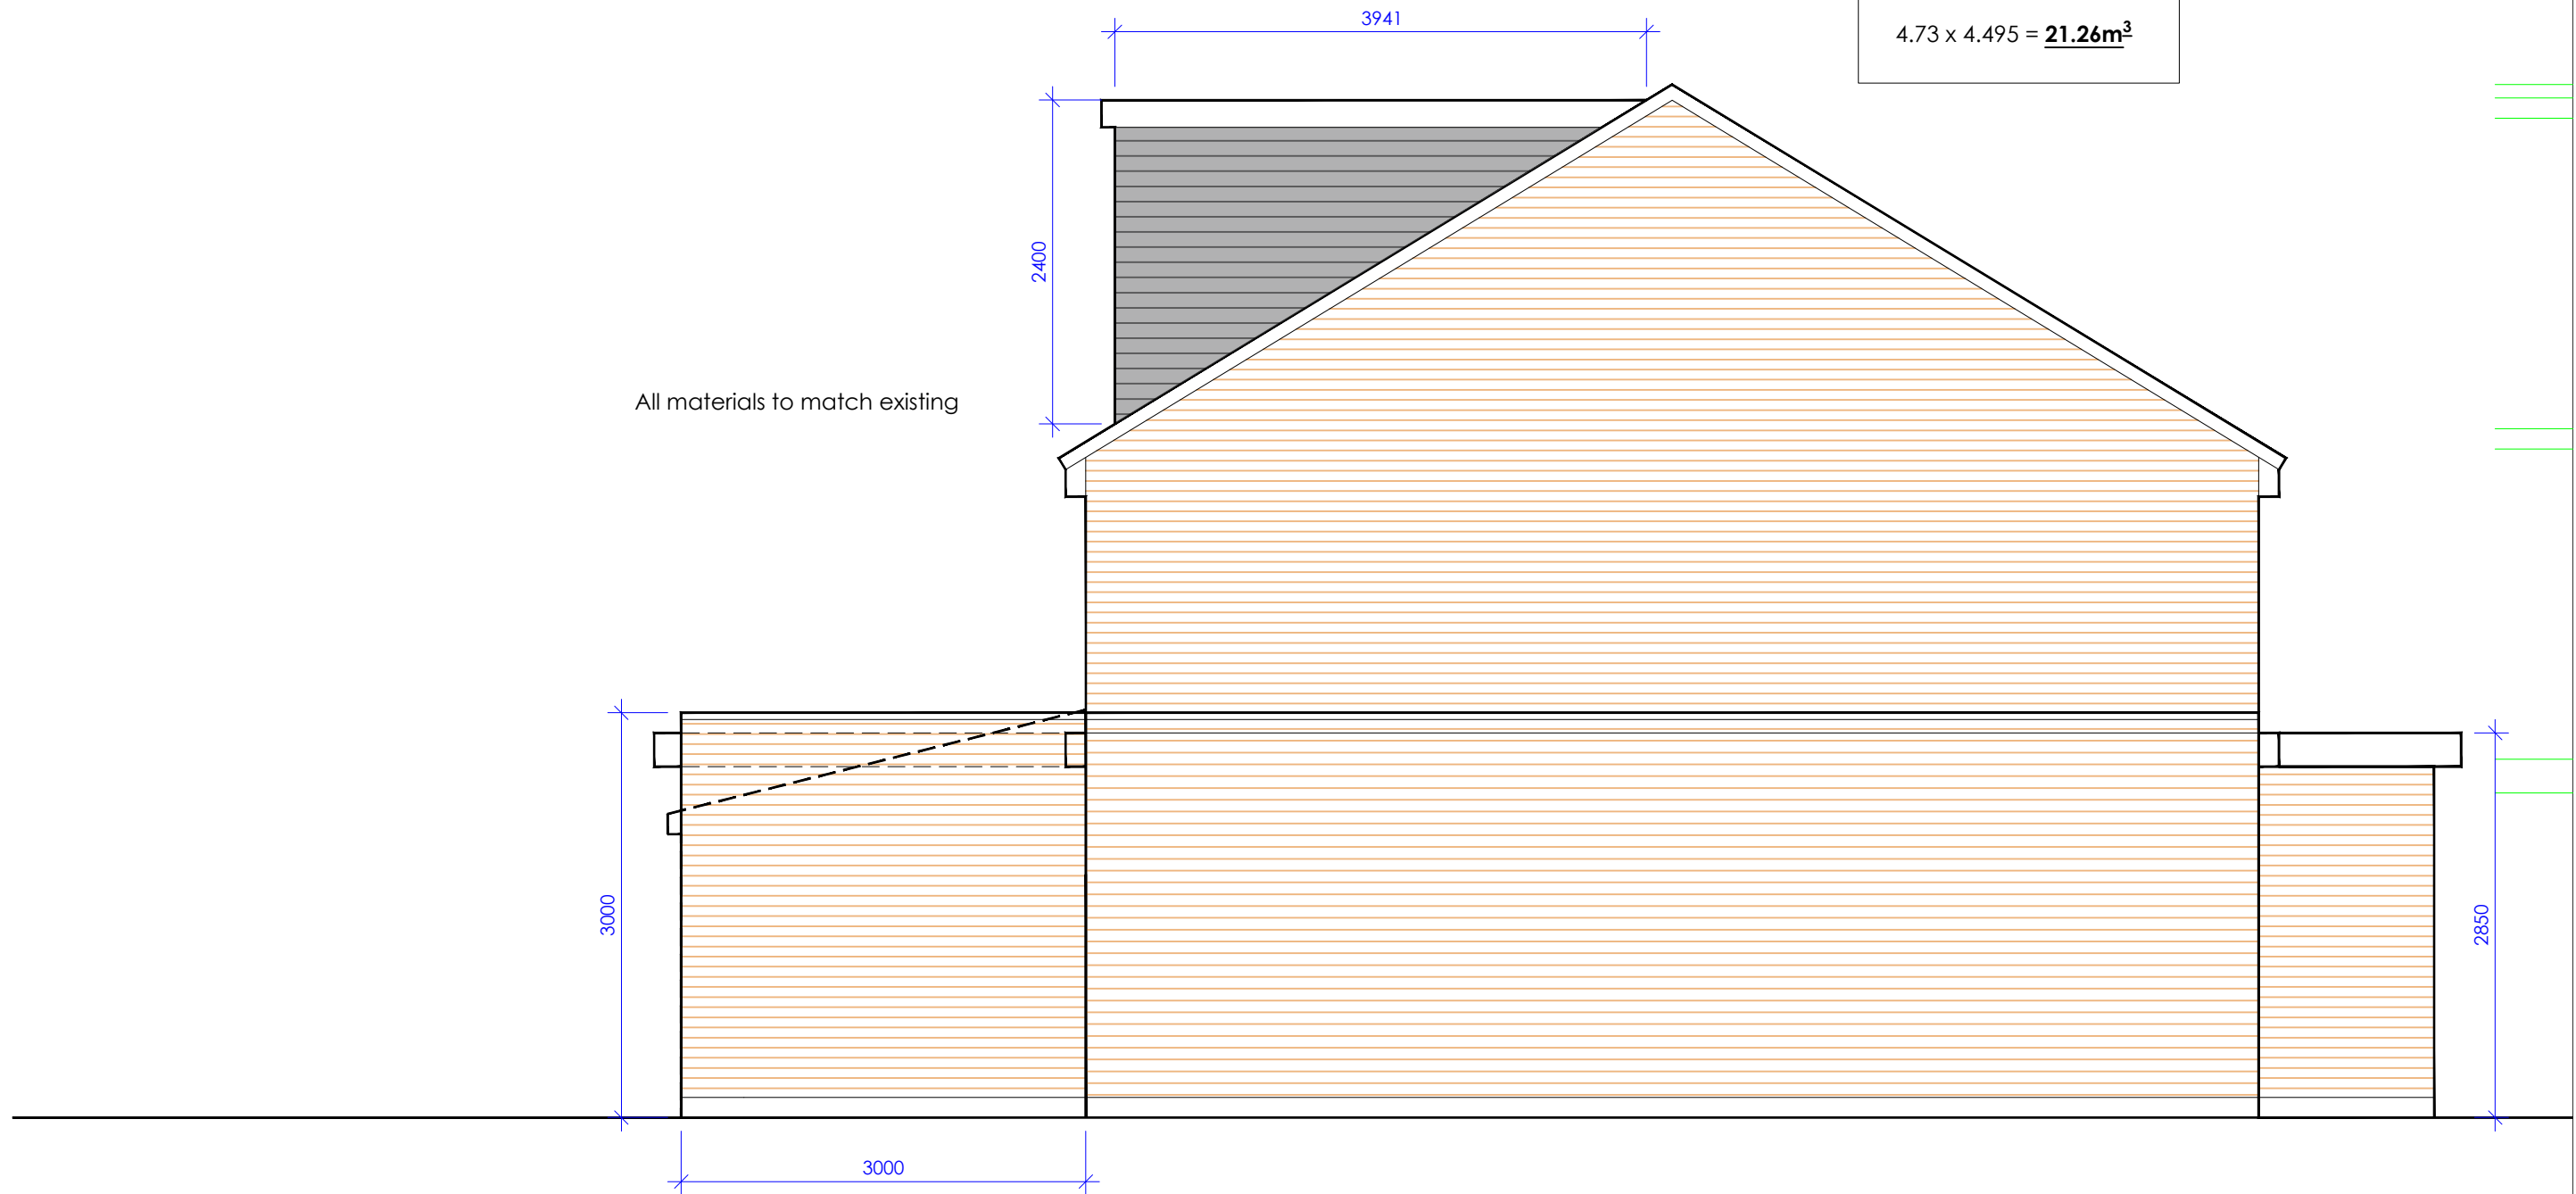 3941
4.73 x 4.495 = 21.26m³
2400
All materials to match existing
3000
2850
3000